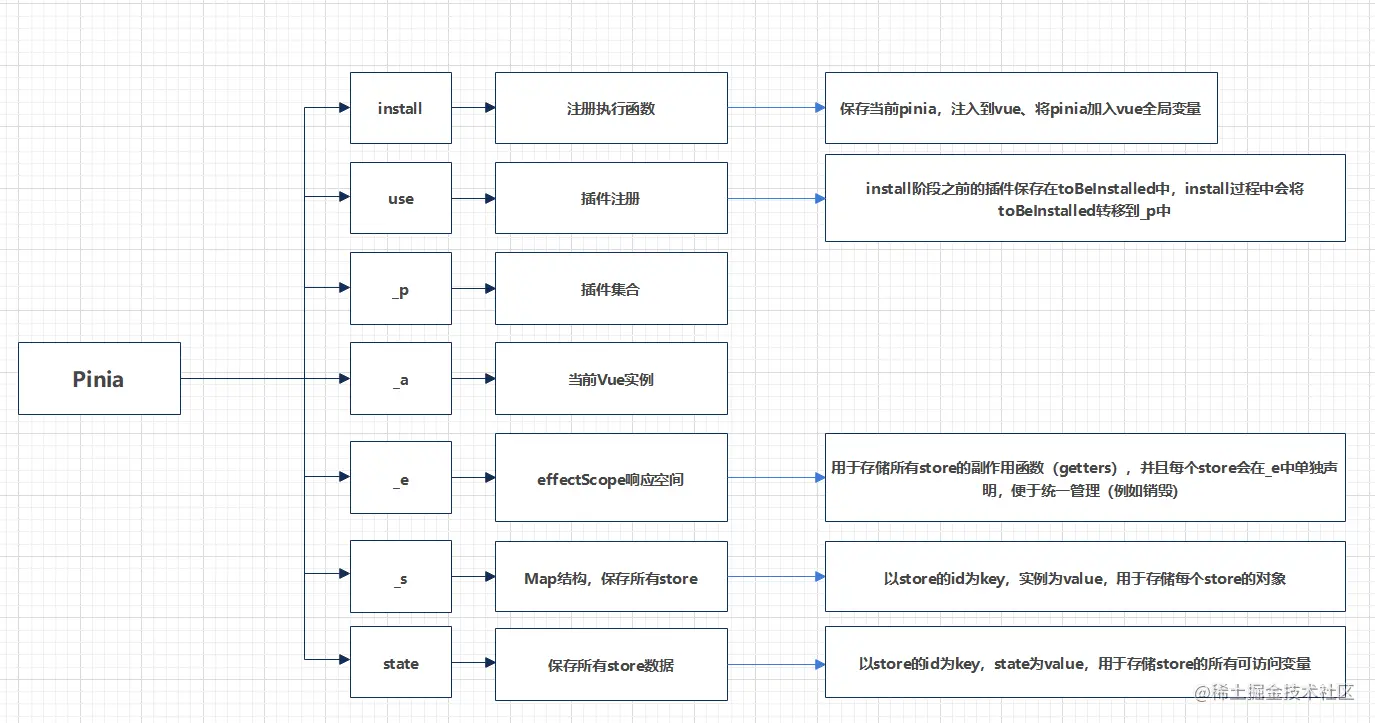 install
注册执行函数
保存当前pinia，注入到vue、将pinia加入vue全局变量
use
插件注册
install阶段之前的插件保存在toBeInstalled中，install过程中会将
toBeInstalled转移到_p中
_p
插件集合
Pinia
_a
当前Vue实例
_e
effectScope响应空间
用于存储所有store的副作用函数（getters），并且每个store会在_e中单独声
明，便于统一管理（例如销毁)
_s
Map结构，保存所有store
以store的id为key，实例为value，用于存储每个store的对象
state
保存所有store数据
以store的id为key，state为value，用于存储store的所有可访问变量
@稀土掘金技术社区